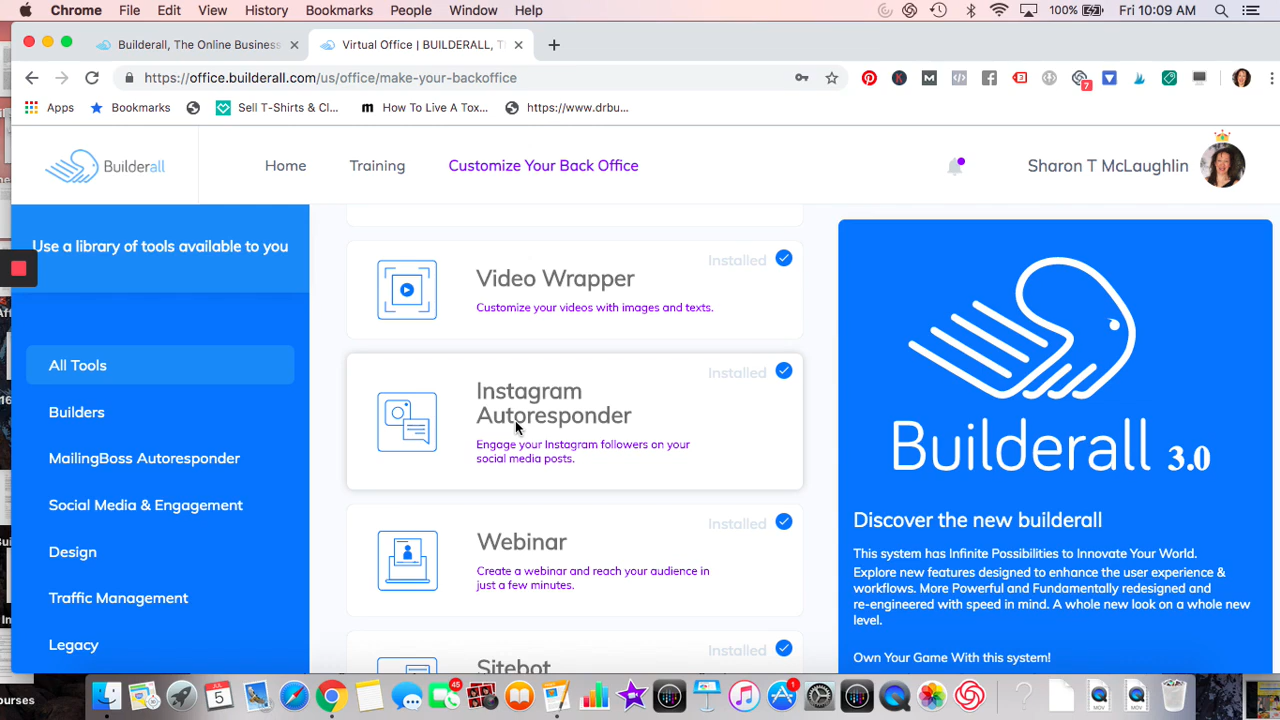 Chrome File Edit View History Bookmarks People Window Help 100% Fri 10:09 AM
Builderall, The Online Business × Virtual Office | BUILDERALL, T × +
https://office.builderall.com/us/office/make-your-backoffice
7
Apps Bookmarks Sell T-Shirts & Cl... m How To Live A Tox... https://www.drbu...
Builderall Home Training Customize Your Back Office Sharon T McLaughlin
Use a library of tools available to you
All Tools
Builders
MailingBoss Autoresponder
Social Media & Engagement
Design
Traffic Management
Legacy
Installed
Video Wrapper
Customize your videos with images and texts.
Installed
Instagram
Autoresponder
Engage your Instagram followers on your
social media posts.
Installed
Webinar
Create a webinar and reach your audience in
just a few minutes.
Installed
Sitebot
Builderall 3.0
Discover the new builderall
This system has Infinite Possibilities to Innovate Your World.
Explore new features designed to enhance the user experience &
workflows. More Powerful and Fundamentally redesigned and
re-engineered with speed in mind. A whole new look on a whole new
level.
Own Your Game With this system!
5
45
1
MOV
MOV
ourses